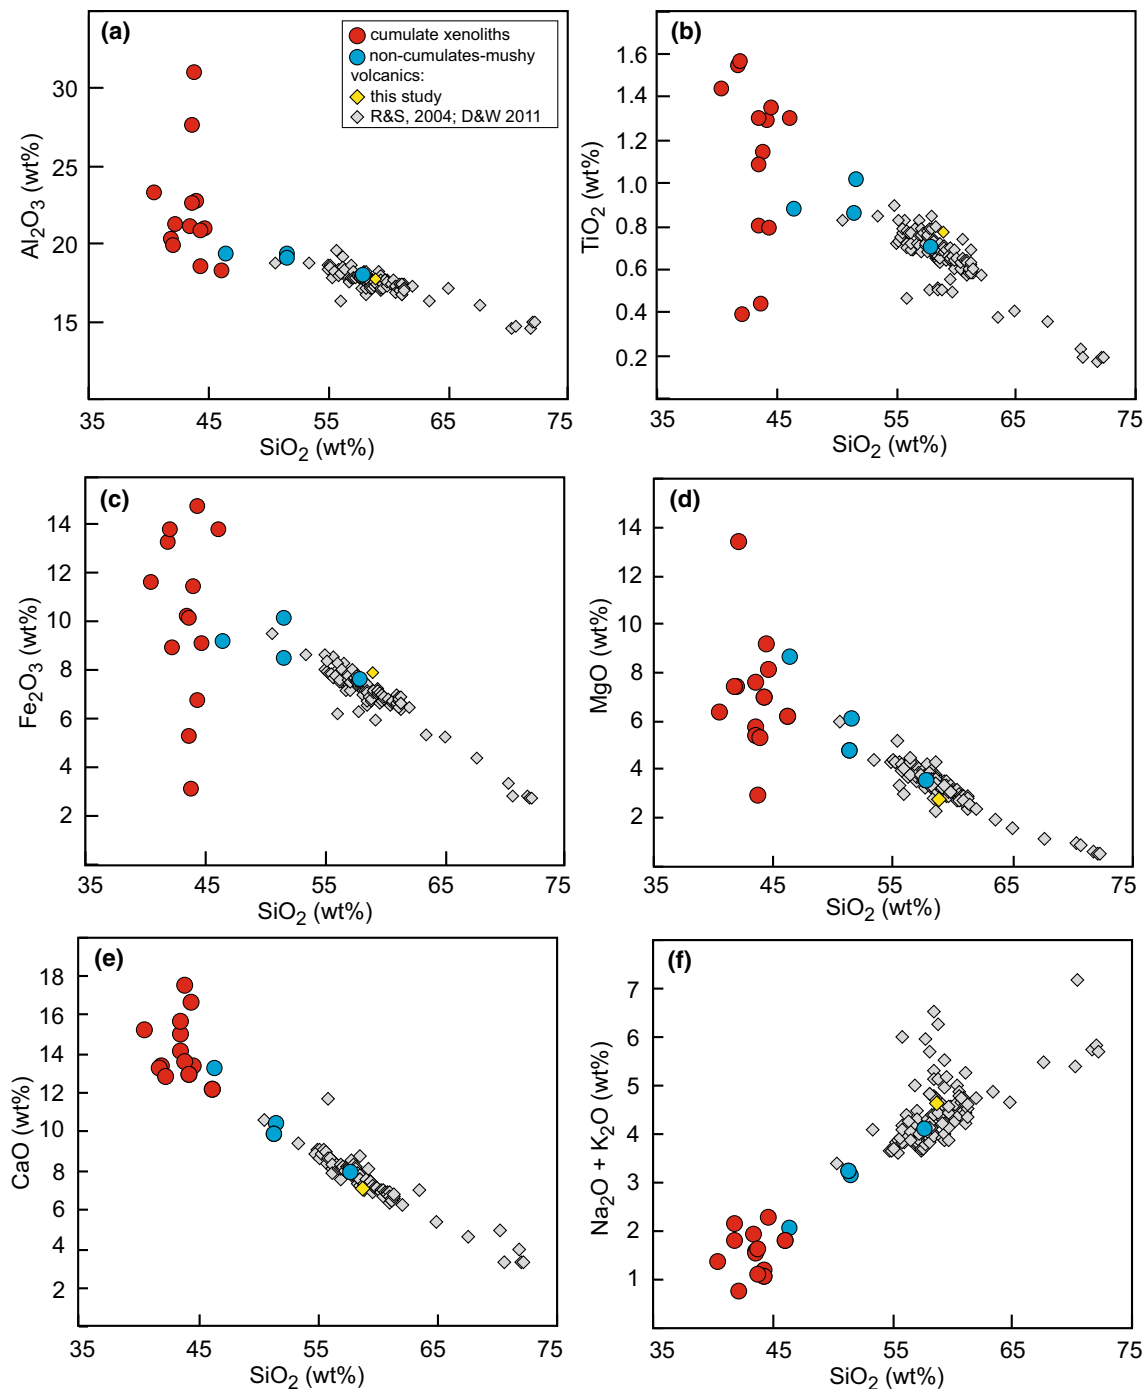 (a)
cumulate xenoliths
non-cumulates-mushy
volcanics:
this study
R&S, 2004; D&W 2011
Al2O3 (wt%)
30
25
20
15
35 45 55 65 75
SiO2 (wt%)
(b)
TiO2 (wt%)
1.6
1.4
1.2
1.0
0.8
0.6
0.4
0.2
35 45 55 65 75
SiO2 (wt%)
(c)
Fe2O3 (wt%)
14
12
10
8
6
4
2
35 45 55 65 75
SiO2 (wt%)
(d)
MgO (wt%)
14
12
10
8
6
4
2
35 45 55 65 75
SiO2 (wt%)
(e)
CaO (wt%)
18
16
14
12
10
8
6
4
2
35 45 55 65 75
SiO2 (wt%)
(f)
Na2O + K2O (wt%)
7
6
5
4
3
2
1
35 45 55 65 75
SiO2 (wt%)